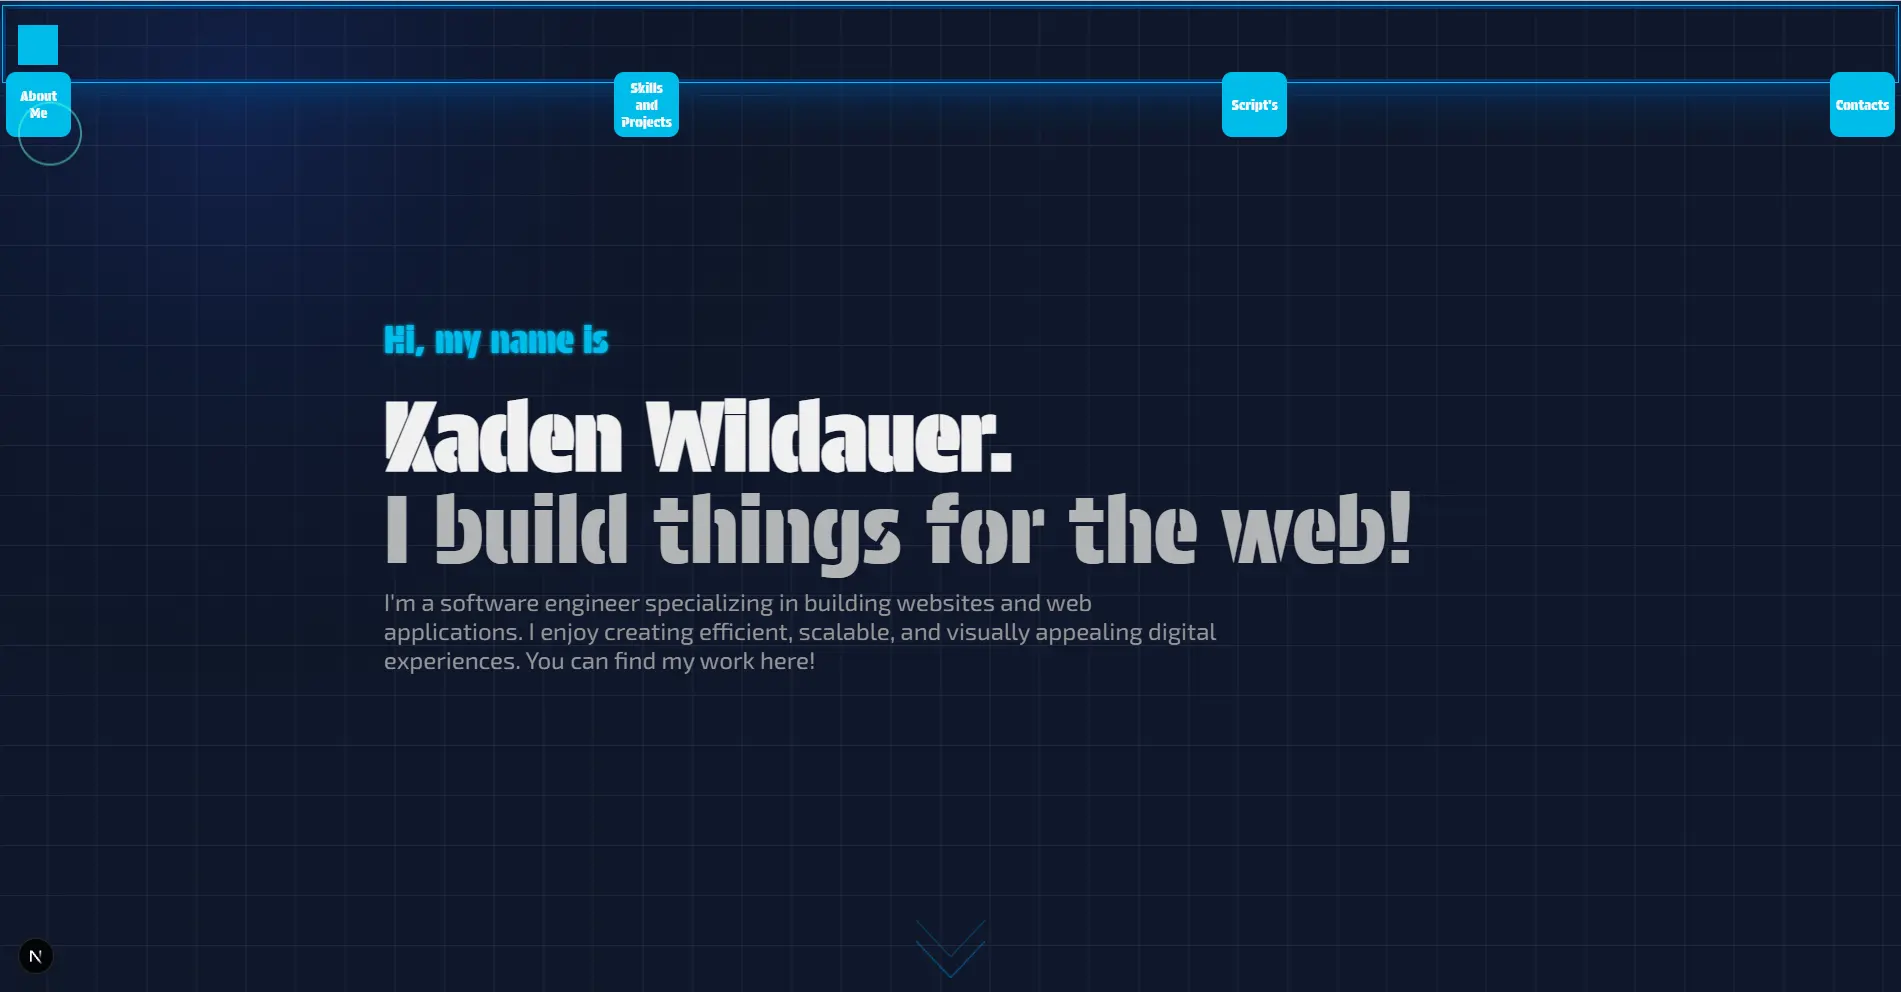 About
Me
Skills
and
Projects
Script's
Contacts
Hi, my name is
Kaden Wildauer.
I build things for the web!
I'm a software engineer specializing in building websites and web
applications. I enjoy creating efficient, scalable, and visually appealing digital
experiences. You can find my work here!
N